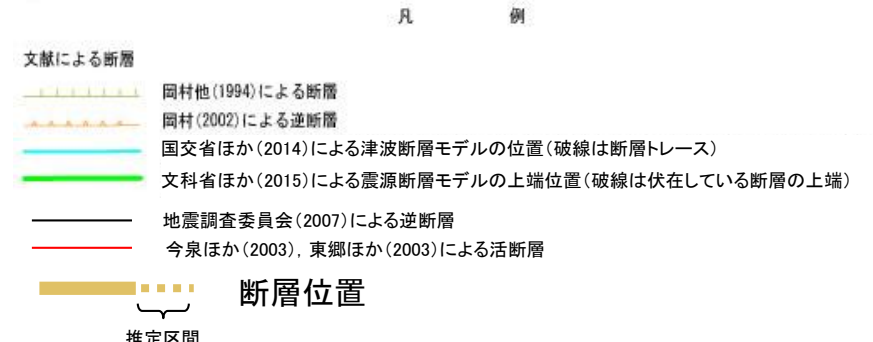 凡 例
文献による断層
岡村他(1994)による断層
岡村(2002)による逆断層
国交省ほか(2014)による津波断層モデルの位置(破線は断層トレース)
文科省ほか(2015)による震源断層モデルの上端位置(破線は伏在している断層の上端)
地震調査委員会(2007)による逆断層
今泉ほか(2003),東郷ほか(2003)による活断層
断層位置
推定区間